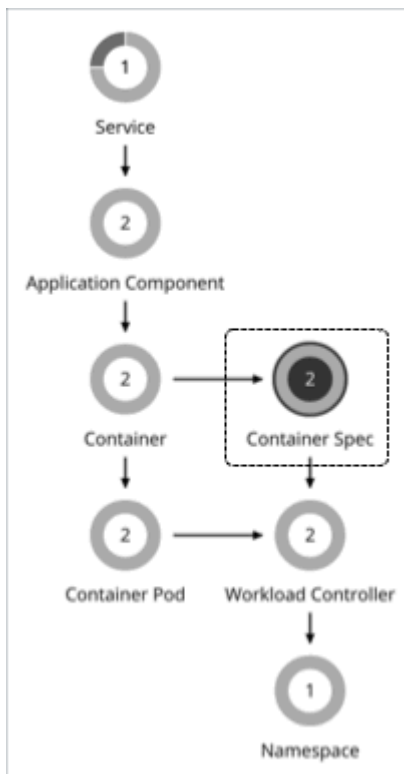 1
Service
2
Application Component
2
2
Container
Container Spec
2
2
Container Pod
Workload Controller
1
Namespace